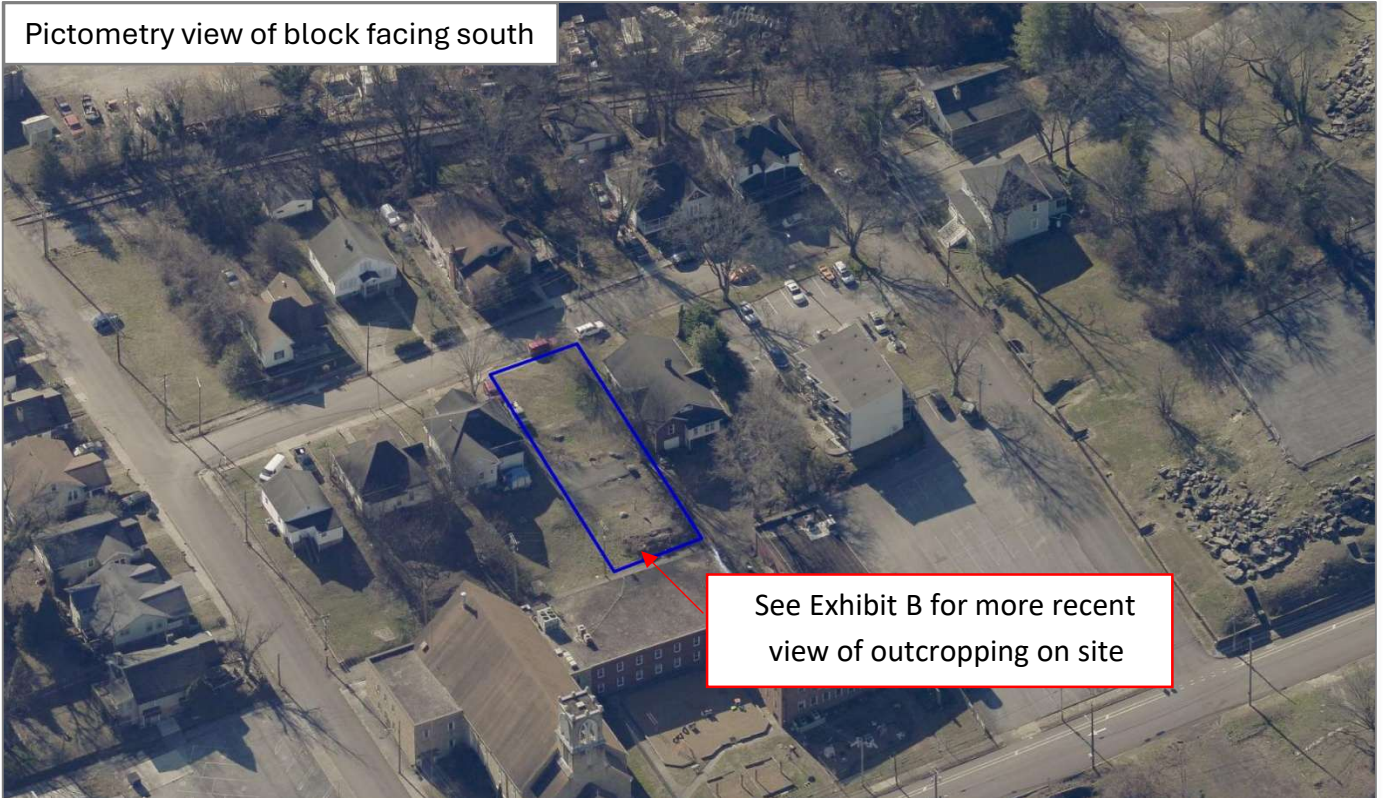 Pictometry view of block facing south
See Exhibit B for more recent
view of outcropping on site